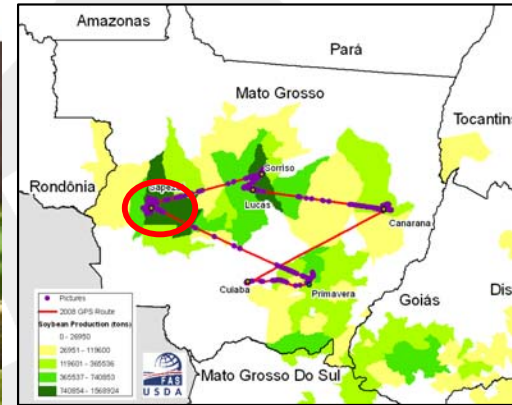 Amazonas
Pará
Mato Grosso
Tocantins
Sorriso
Rondônia
Sapez
Lucas
Canarana
Cuiaba
Primavera
Goiás
Dis
Mato Grosso Do Sul
Pictures
2008 GPS Route
Soybean Production (tons)
0 - 26950
26951 - 119600
119601 - 365536
365537 - 740853
740854 - 1568924
FAS
USDA